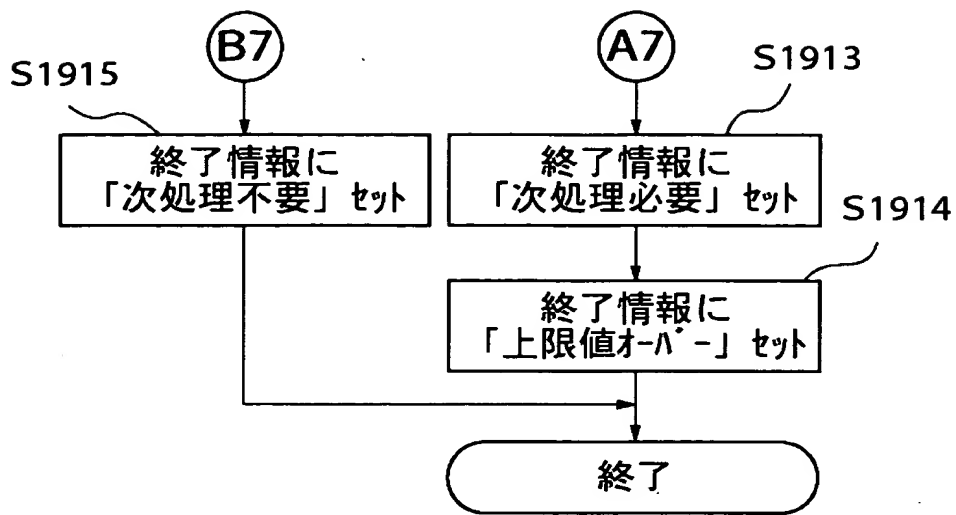 B7
A7
S1915
S1913
終了情報に
「次処理不要」ｾｯﾄ
終了情報に
「次処理必要」ｾｯﾄ
S1914
終了情報に
「上限値ｵｰﾊﾞｰ」ｾｯﾄ
終了